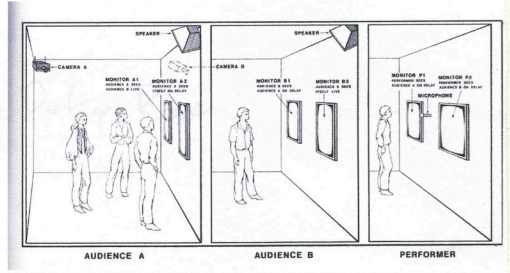 SPEAKER
CAMERA A
CAMERA B
MONITOR A1
AUDIENCE A SEES
AUDIENCE B LIVE
MONITOR A2
AUDIENCE A SEES
ITSELF ON DELAY
SPEAKER
MONITOR B1
AUDIENCE B SEES
AUDIENCE ON DELAY
MONITOR B2
AUDIENCE B SEES
ITSELF LIVE
MONITOR P1
PERFORMER SEES
AUDIENCE A ON DELAY
MICROPHONE
MONITOR P2
PERFORMER SEES
AUDIENCE B ON DELAY
AUDIENCE A
AUDIENCE B
PERFORMER